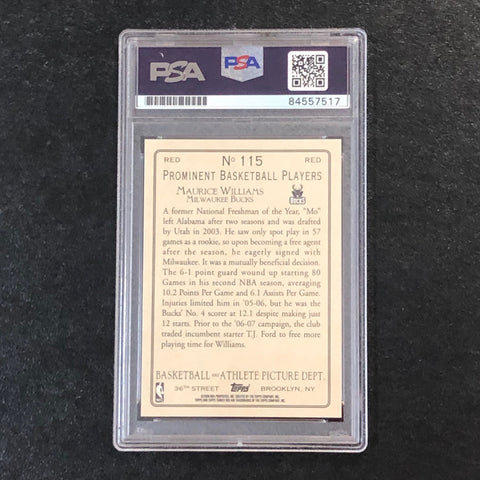 PSA
PSA
84557517
RED No 115 RED
PROMINENT BASKETBALL PLAYERS
MAURICE WILLIAMS
MILWAUKEE BUCKS
A former National Freshman of the Year, "Mo"
left Alabama after two seasons and was drafted
by Utah in 2003. He saw only spot play in 57
games as a rookie, so upon becoming a free agent
after the season, he eagerly signed with
Milwaukee. It was a mutually beneficial decision.
The 6-1 point guard wound up starting 80
Games in his second NBA season, averaging
10.2 Points Per Game and 6.1 Assists Per Game.
Injuries limited him in '05-06, but he was the
Bucks' No. 4 scorer at 12.1 despite making just
12 starts. Prior to the '06-07 campaign, the club
traded incumbent starter T.J. Ford to free more
playing time for Williams.
BASKETBALL AND ATHLETE PICTURE DEPT.
36TH STREET Topps BROOKLYN, NY